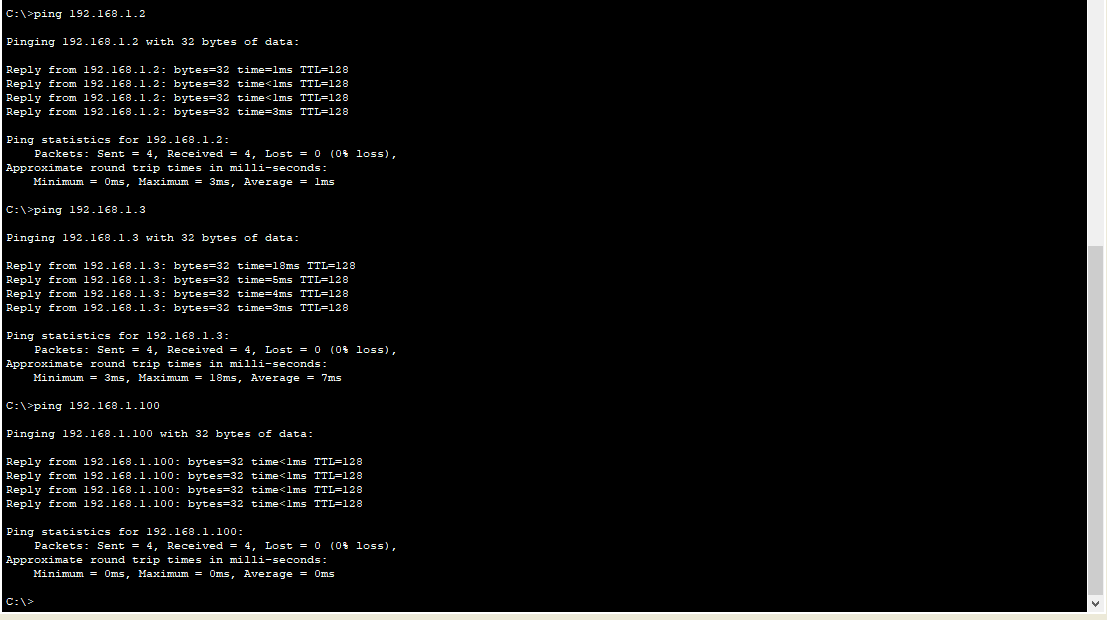 C:\>ping 192.168.1.2
Pinging 192.168.1.2 with 32 bytes of data:
Reply from 192.168.1.2: bytes=32 time=1ms TTL=128
Reply from 192.168.1.2: bytes=32 time<1ms TTL=128
Reply from 192.168.1.2: bytes=32 time<1ms TTL=128
Reply from 192.168.1.2: bytes=32 time=3ms TTL=128
Ping statistics for 192.168.1.2:
    Packets: Sent = 4, Received = 4, Lost = 0 (0% loss),
Approximate round trip times in milli-seconds:
    Minimum = 0ms, Maximum = 3ms, Average = 1ms
C:\>ping 192.168.1.3
Pinging 192.168.1.3 with 32 bytes of data:
Reply from 192.168.1.3: bytes=32 time=18ms TTL=128
Reply from 192.168.1.3: bytes=32 time=5ms TTL=128
Reply from 192.168.1.3: bytes=32 time=4ms TTL=128
Reply from 192.168.1.3: bytes=32 time=3ms TTL=128
Ping statistics for 192.168.1.3:
    Packets: Sent = 4, Received = 4, Lost = 0 (0% loss),
Approximate round trip times in milli-seconds:
    Minimum = 3ms, Maximum = 18ms, Average = 7ms
C:\>ping 192.168.1.100
Pinging 192.168.1.100 with 32 bytes of data:
Reply from 192.168.1.100: bytes=32 time<1ms TTL=128
Reply from 192.168.1.100: bytes=32 time<1ms TTL=128
Reply from 192.168.1.100: bytes=32 time<1ms TTL=128
Reply from 192.168.1.100: bytes=32 time<1ms TTL=128
Ping statistics for 192.168.1.100:
    Packets: Sent = 4, Received = 4, Lost = 0 (0% loss),
Approximate round trip times in milli-seconds:
    Minimum = 0ms, Maximum = 0ms, Average = 0ms
C:\>